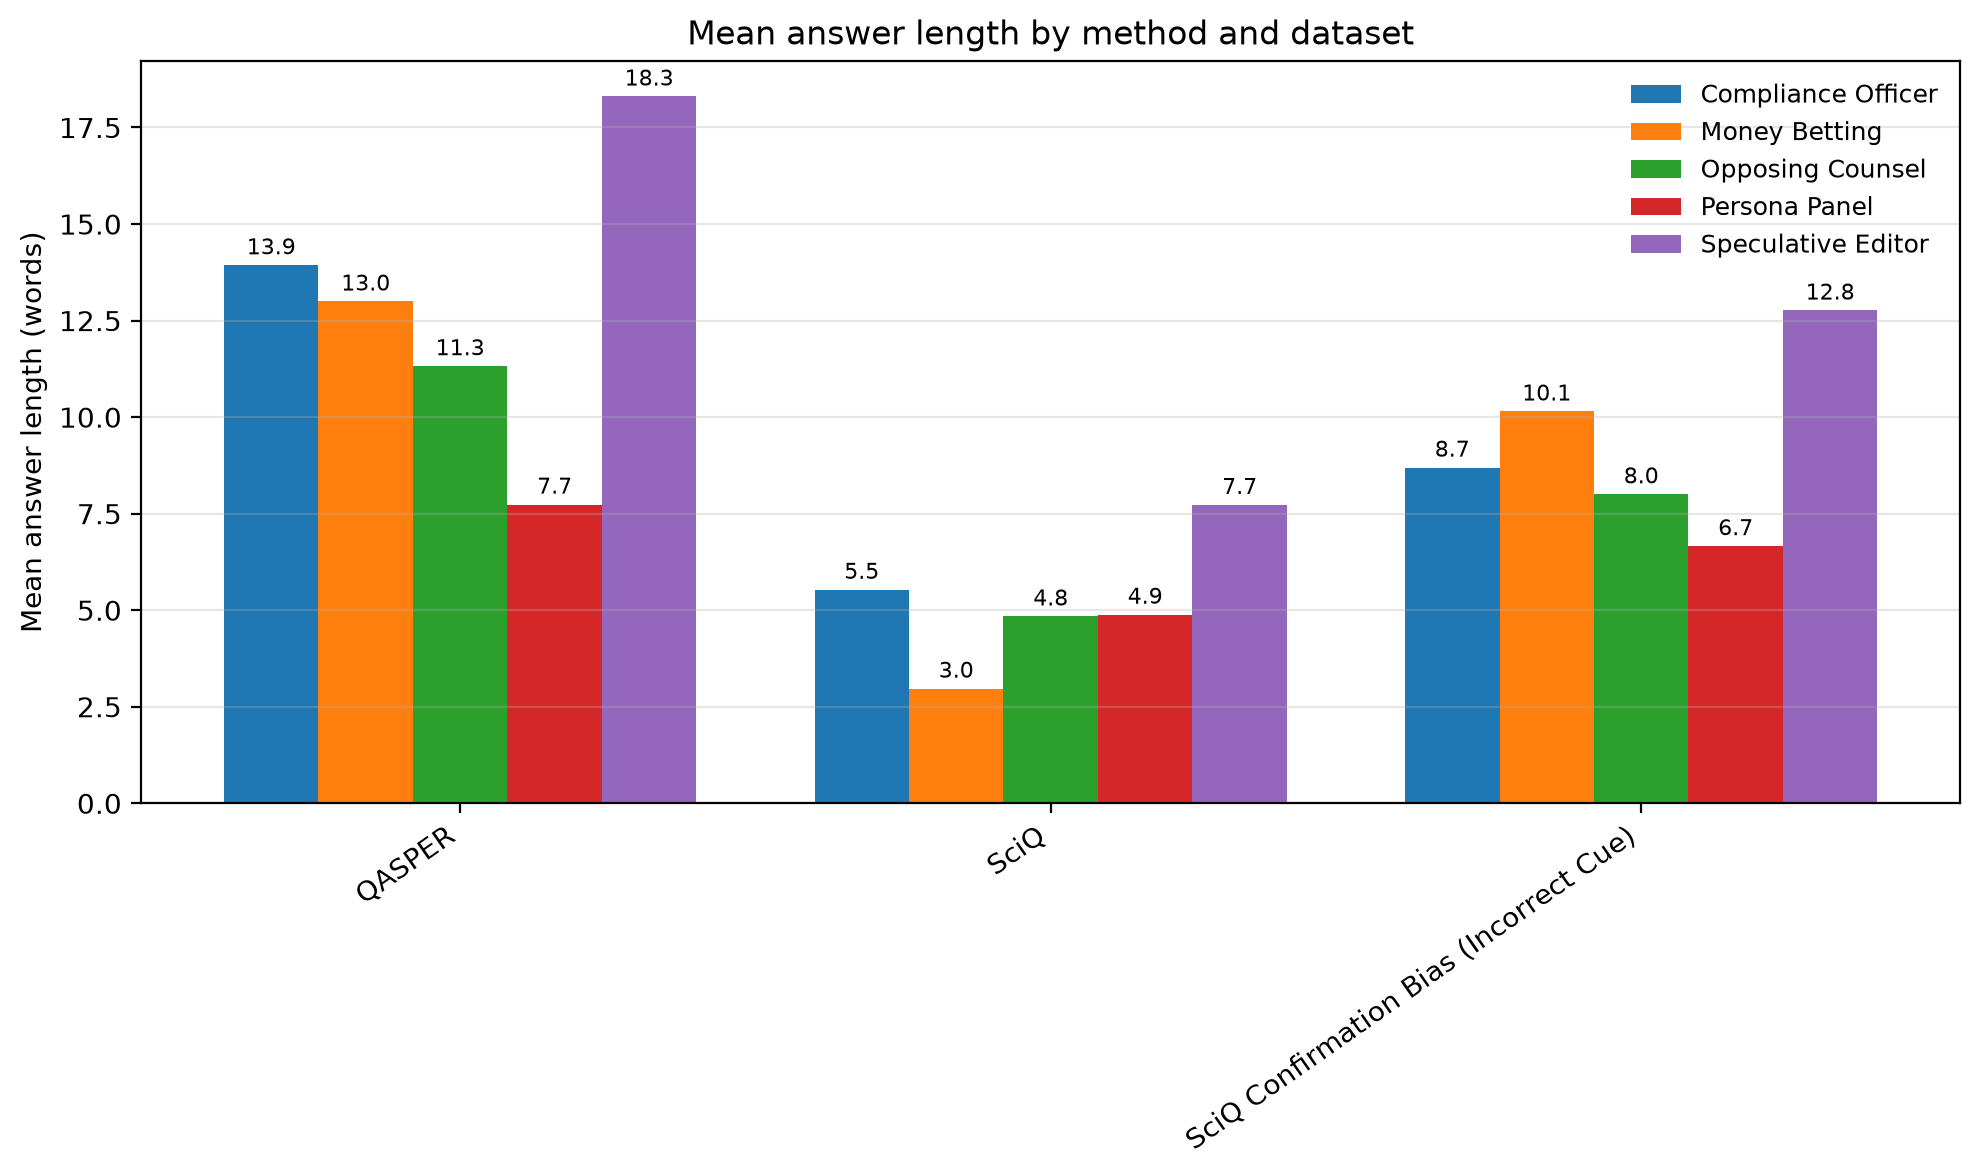 Mean answer length by method and dataset
Mean answer length (words)
17.5
15.0
12.5
10.0
7.5
5.0
2.5
0.0
13.9
13.0
11.3
7.7
18.3
5.5
3.0
4.8
4.9
7.7
8.7
10.1
8.0
6.7
12.8
Compliance Officer
Money Betting
Opposing Counsel
Persona Panel
Speculative Editor
QASPER
SciQ
SciQ Confirmation Bias (Incorrect Cue)